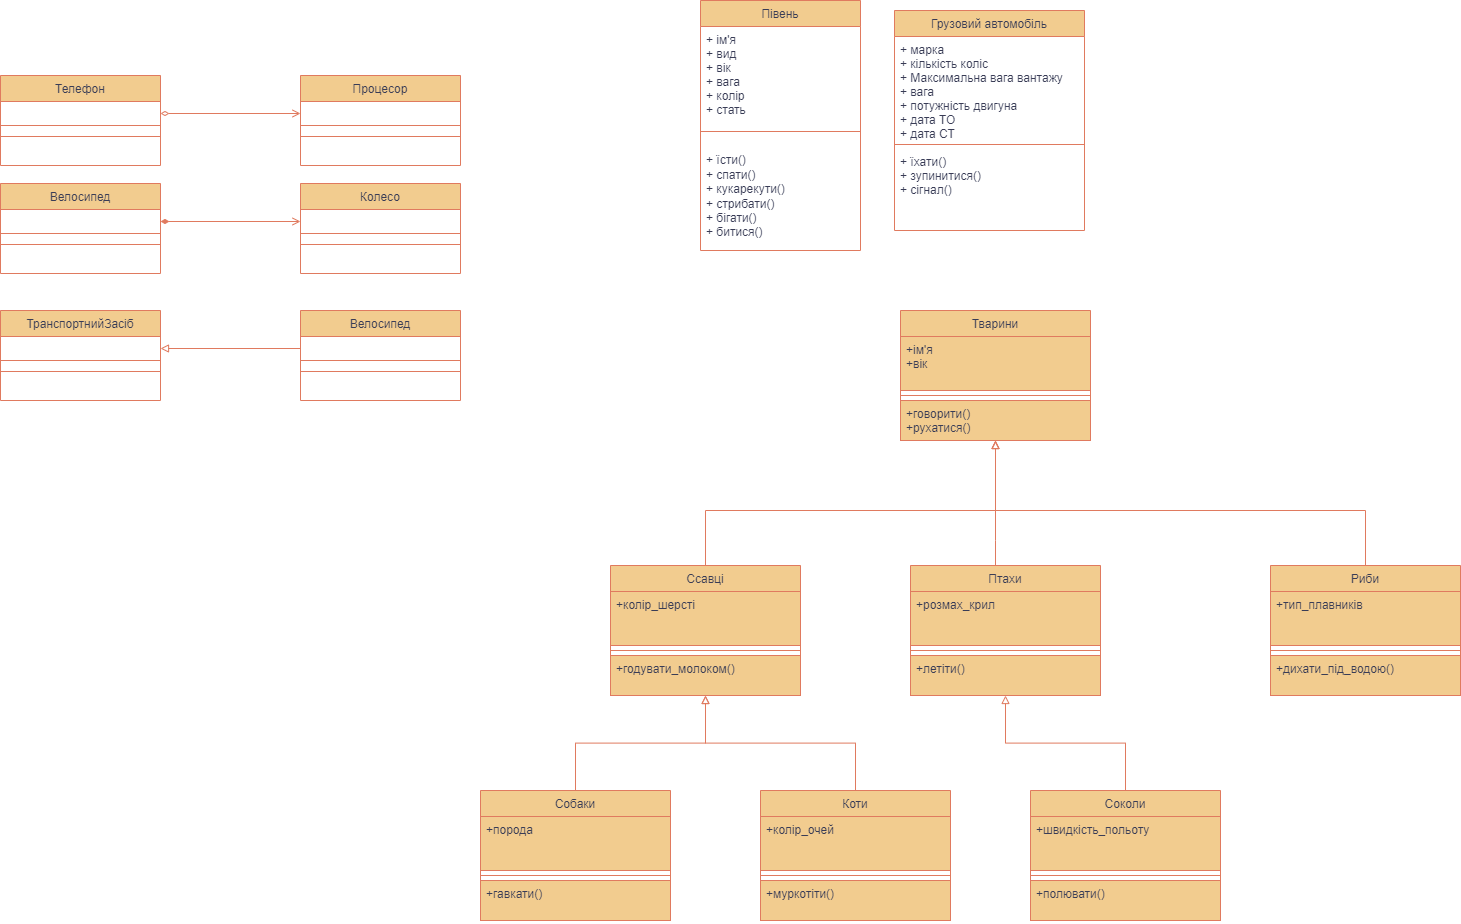 Півень
+ ім'я
+ вид
+ вік
+ вага
+ колір
+ стать
+ їсти()
+ спати()
+ кукарекути()
+ стрибати()
+ бігати()
+ битися()
Грузовий автомобіль
+ марка
+ кількість коліс
+ Максимальна вага вантажу
+ вага
+ потужність двигуна
+ дата ТО
+ дата СТ
+ їхати()
+ зупинитися()
+ сігнал()
Телефон
Процесор
Велосипед
Колесо
ТранспортнийЗасіб
Велосипед
Тварини
+ім'я
+вік
+говорити()
+рухатися()
Ссавці
+колір_шерсті
+годувати_молоком()
Птахи
+розмах_крил
+летіти()
Риби
+тип_плавників
+дихати_під_водою()
Собаки
+порода
+гавкати()
Коти
+колір_очей
+муркотіти()
Соколи
+швидкість_польоту
+полювати()